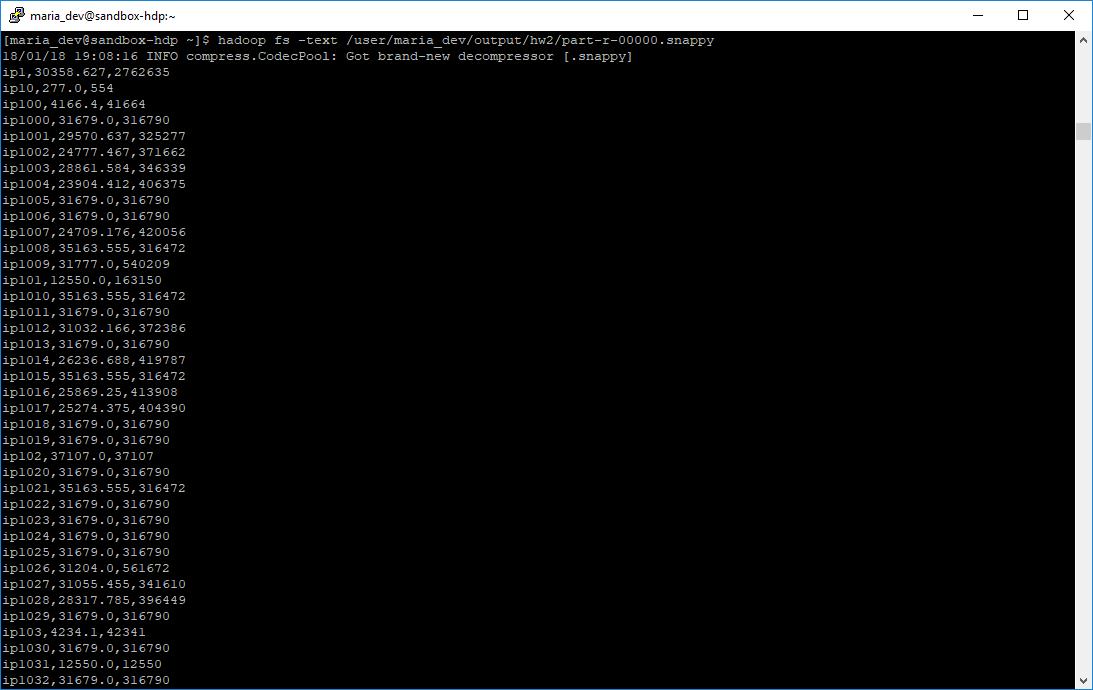 maria_dev@sandbox-hdp:~
[maria_dev@sandbox-hdp ~]$ hadoop fs -text /user/maria_dev/output/hw2/part-r-00000.snappy
18/01/18 19:08:16 INFO compress.CodecPool: Got brand-new decompressor [.snappy]
ip1,30358.627,2762635
ip10,277.0,554
ip100,4166.4,41664
ip1000,31679.0,316790
ip1001,29570.637,325277
ip1002,24777.467,371662
ip1003,28861.584,346339
ip1004,23904.412,406375
ip1005,31679.0,316790
ip1006,31679.0,316790
ip1007,24709.176,420056
ip1008,35163.555,316472
ip1009,31777.0,540209
ip101,12550.0,163150
ip1010,35163.555,316472
ip1011,31679.0,316790
ip1012,31032.166,372386
ip1013,31679.0,316790
ip1014,26236.688,419787
ip1015,35163.555,316472
ip1016,25869.25,413908
ip1017,25274.375,404390
ip1018,31679.0,316790
ip1019,31679.0,316790
ip102,37107.0,37107
ip1020,31679.0,316790
ip1021,35163.555,316472
ip1022,31679.0,316790
ip1023,31679.0,316790
ip1024,31679.0,316790
ip1025,31679.0,316790
ip1026,31204.0,561672
ip1027,31055.455,341610
ip1028,28317.785,396449
ip1029,31679.0,316790
ip103,4234.1,42341
ip1030,31679.0,316790
ip1031,12550.0,12550
ip1032,31679.0,316790